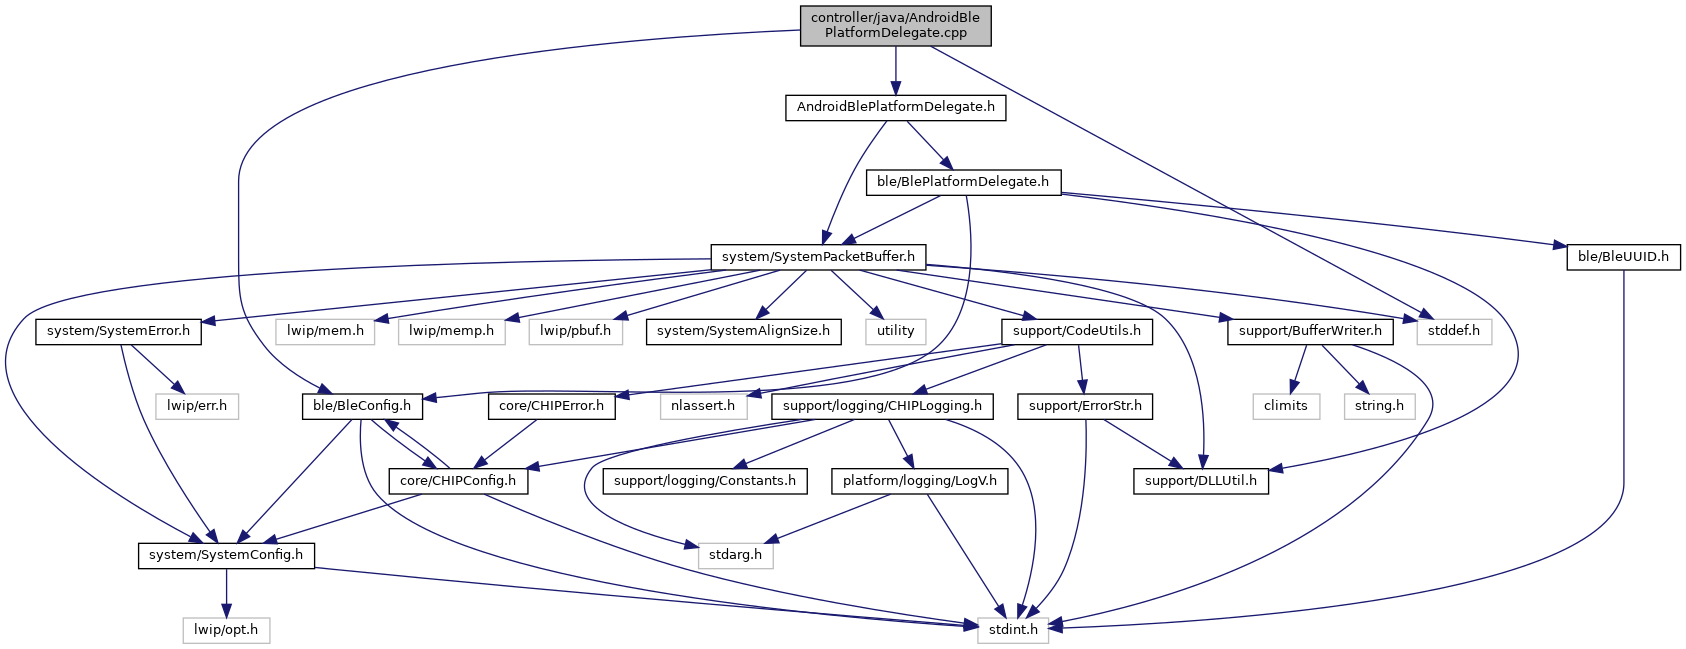 controller/java/AndroidBle
PlatformDelegate.cpp
AndroidBlePlatformDelegate.h
ble/BlePlatformDelegate.h
system/SystemPacketBuffer.h
ble/BleUUID.h
system/SystemError.h
lwip/mem.h
lwip/memp.h
lwip/pbuf.h
system/SystemAlignSize.h
utility
support/CodeUtils.h
support/BufferWriter.h
stddef.h
lwip/err.h
ble/BleConfig.h
core/CHIPError.h
nlassert.h
support/logging/CHIPLogging.h
support/ErrorStr.h
climits
string.h
core/CHIPConfig.h
support/logging/Constants.h
platform/logging/LogV.h
support/DLLUtil.h
system/SystemConfig.h
stdarg.h
lwip/opt.h
stdint.h